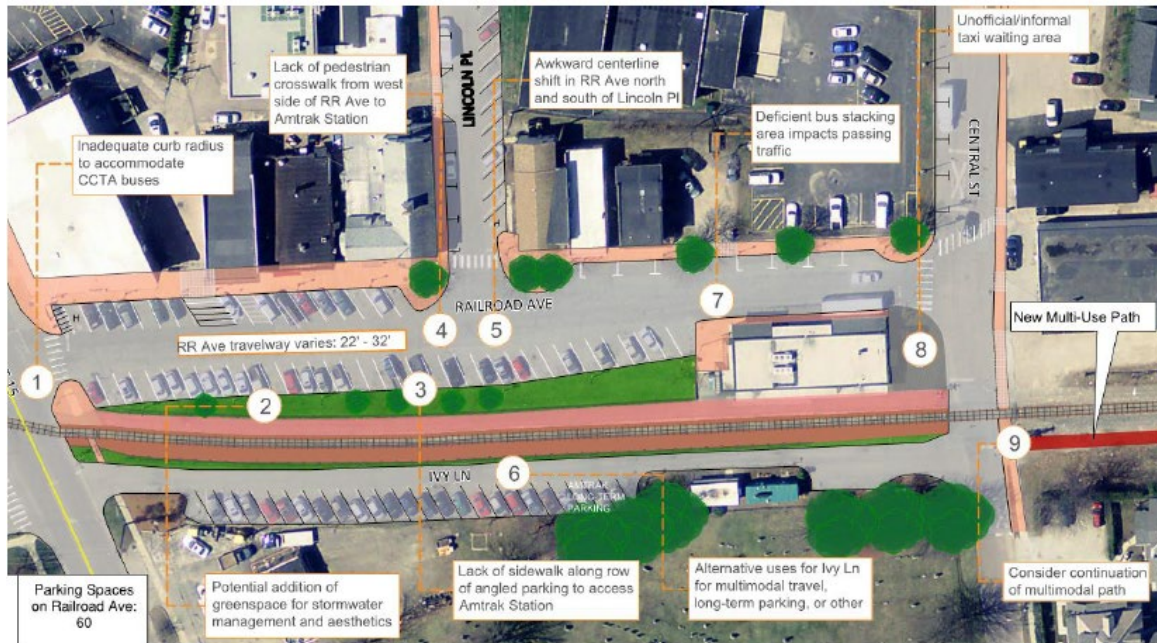 Unofficial/informal
taxi waiting area
Lack of pedestrian
crosswalk from west
side of RR Ave to
Amtrak Station
LINCOLN PL
Awkward centerline
shift in RR Ave north
and south of Lincoln Pl
Deficient bus stacking
area impacts passing
traffic
CENTRAL ST
Inadequate curb radius
to accommodate
CCTA buses
RAILROAD AVE
H
RR Ave travelway varies: 22' - 32'
New Multi-Use Path
1
2
3
4
5
6
7
8
9
IVY LN
AMTRAK
LONG TERM
PARKING
Parking Spaces
on Railroad Ave:
60
Potential addition of
greenspace for stormwater
management and aesthetics
Lack of sidewalk along row
of angled parking to access
Amtrak Station
Alternative uses for Ivy Ln
for multimodal travel,
long-term parking, or other
Consider continuation
of multimodal path